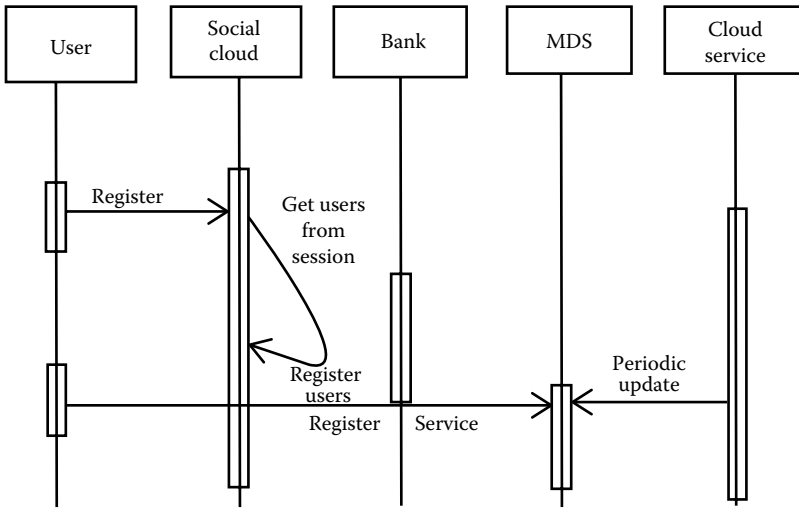 User
Social
cloud
Bank
MDS
Cloud
service
Register
Get users
from
session
Register
users
Periodic
update
Register Service